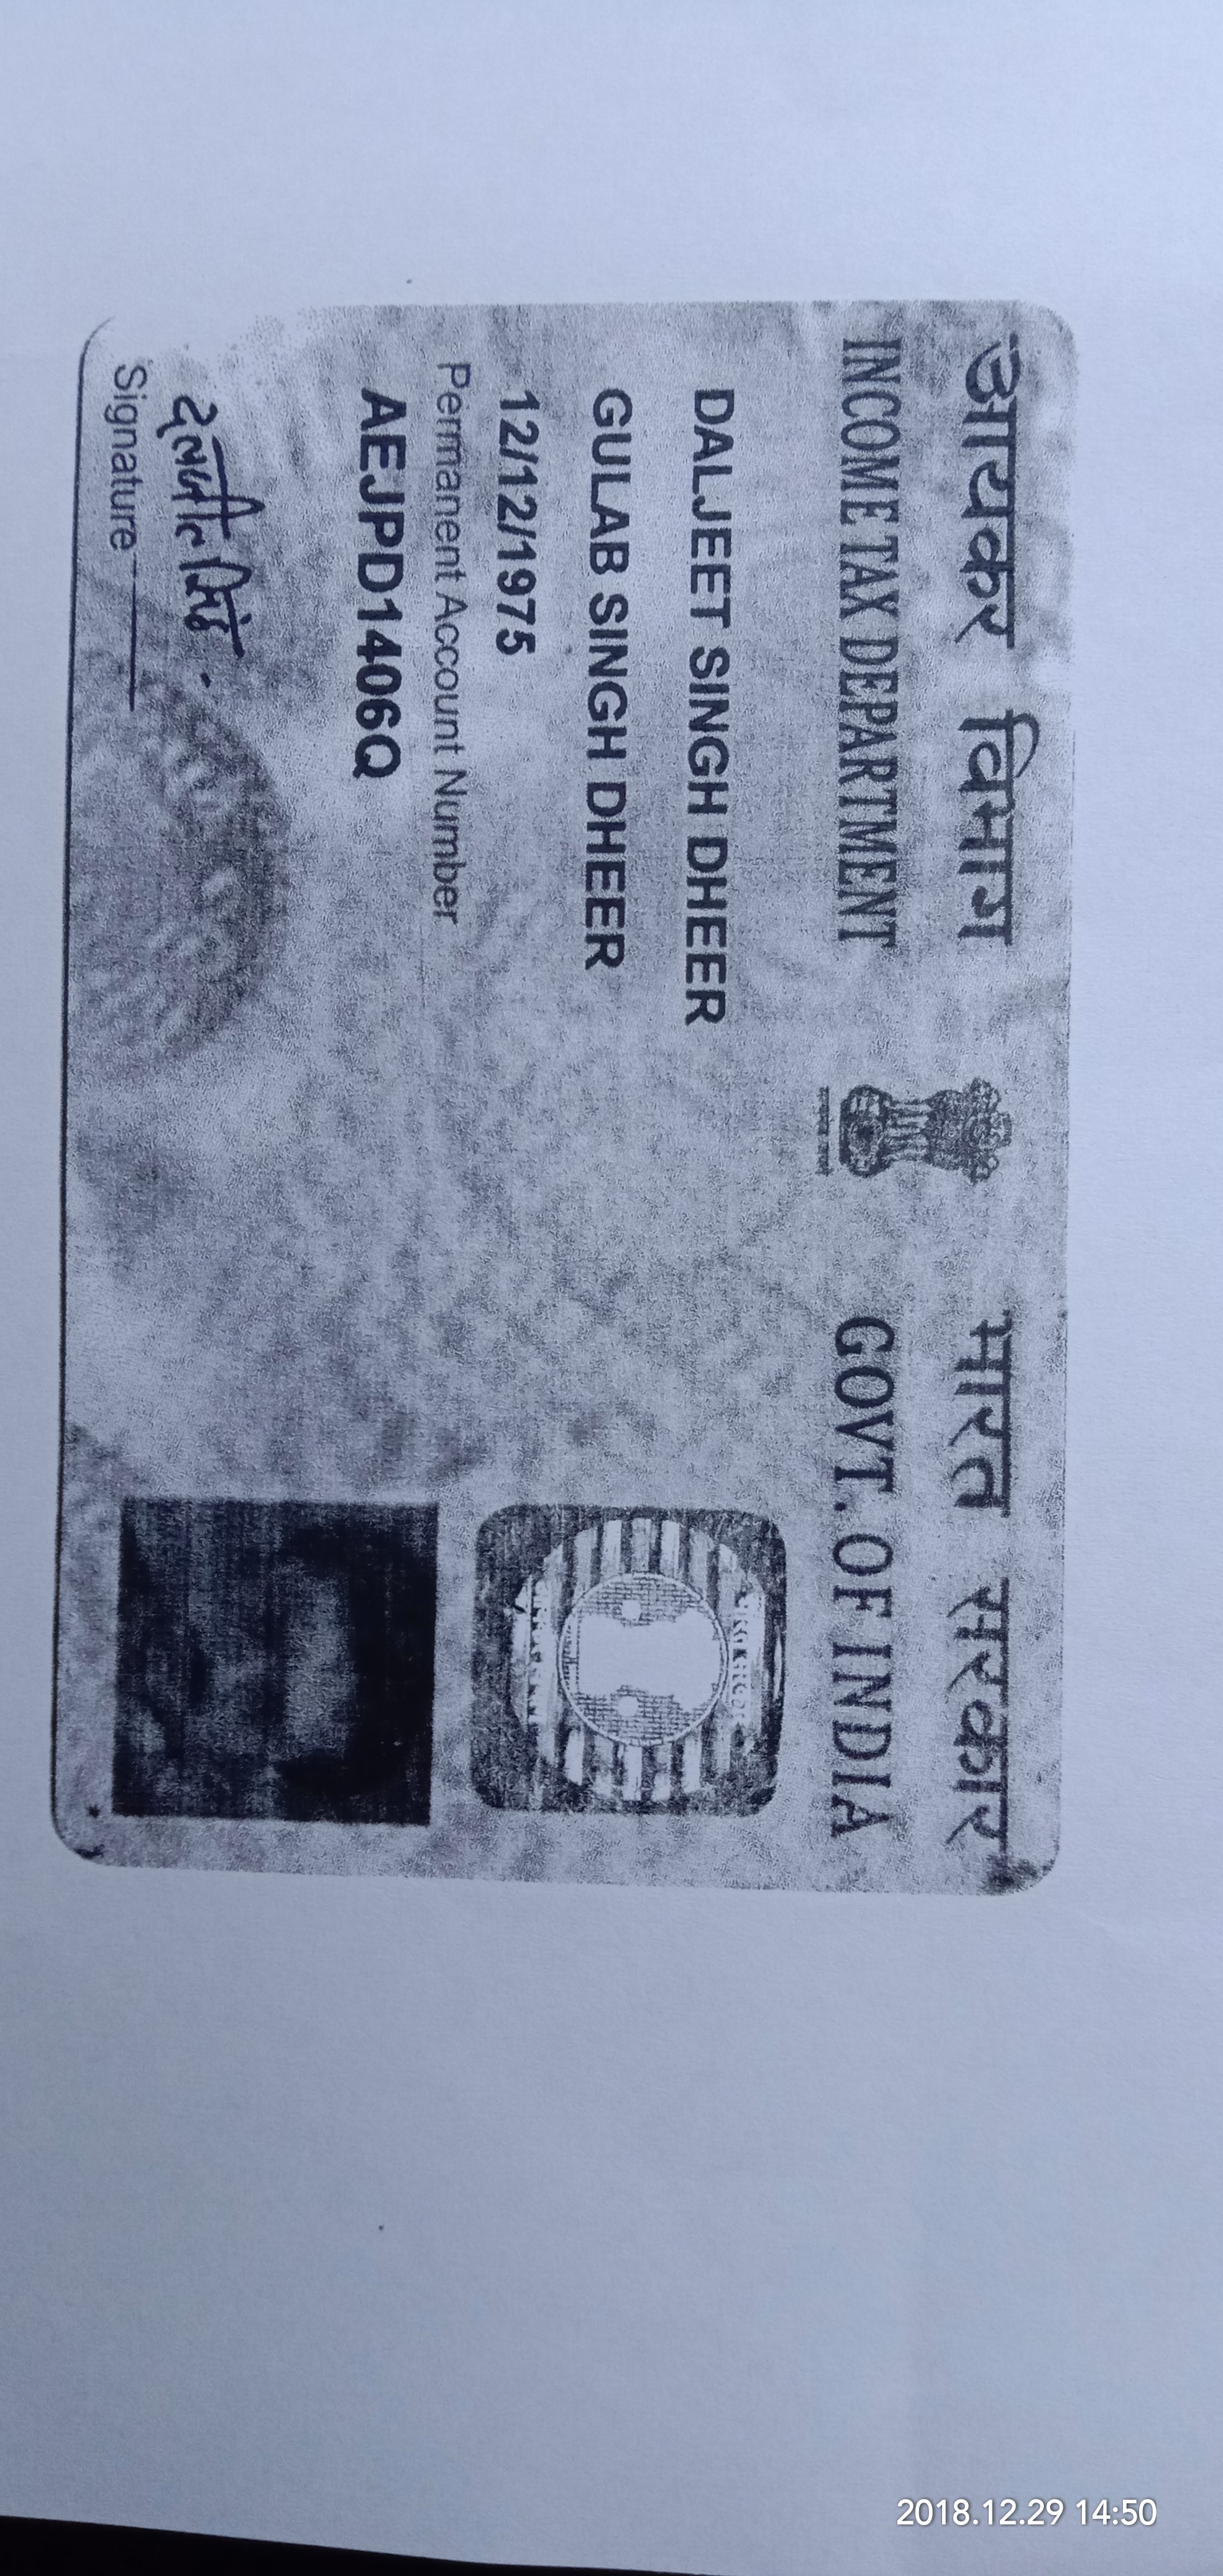 आयकर विभाग
INCOME TAX DEPARTMENT
भारत सरकार
GOVT. OF INDIA
DALJEET SINGH DHEER
GULAB SINGH DHEER
12/12/1975
Permanent Account Number
AEJPD1406Q
दलजीत सिंह
Signature
2018.12.29 14:50